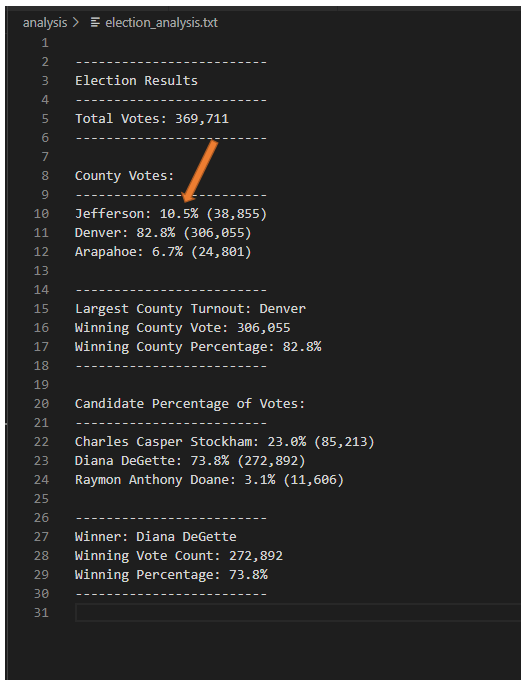 analysis > election_analysis.txt
1
2 -------------------------
3 Election Results
4 -------------------------
5 Total Votes: 369,711
6 -------------------------
7
8 County Votes:
9 -------------------------
10 Jefferson: 10.5% (38,855)
11 Denver: 82.8% (306,055)
12 Arapahoe: 6.7% (24,801)
13
14 -------------------------
15 Largest County Turnout: Denver
16 Winning County Vote: 306,055
17 Winning County Percentage: 82.8%
18 -------------------------
19
20 Candidate Percentage of Votes:
21 -------------------------
22 Charles Casper Stockham: 23.0% (85,213)
23 Diana DeGette: 73.8% (272,892)
24 Raymon Anthony Doane: 3.1% (11,606)
25
26 -------------------------
27 Winner: Diana DeGette
28 Winning Vote Count: 272,892
29 Winning Percentage: 73.8%
30 -------------------------
31